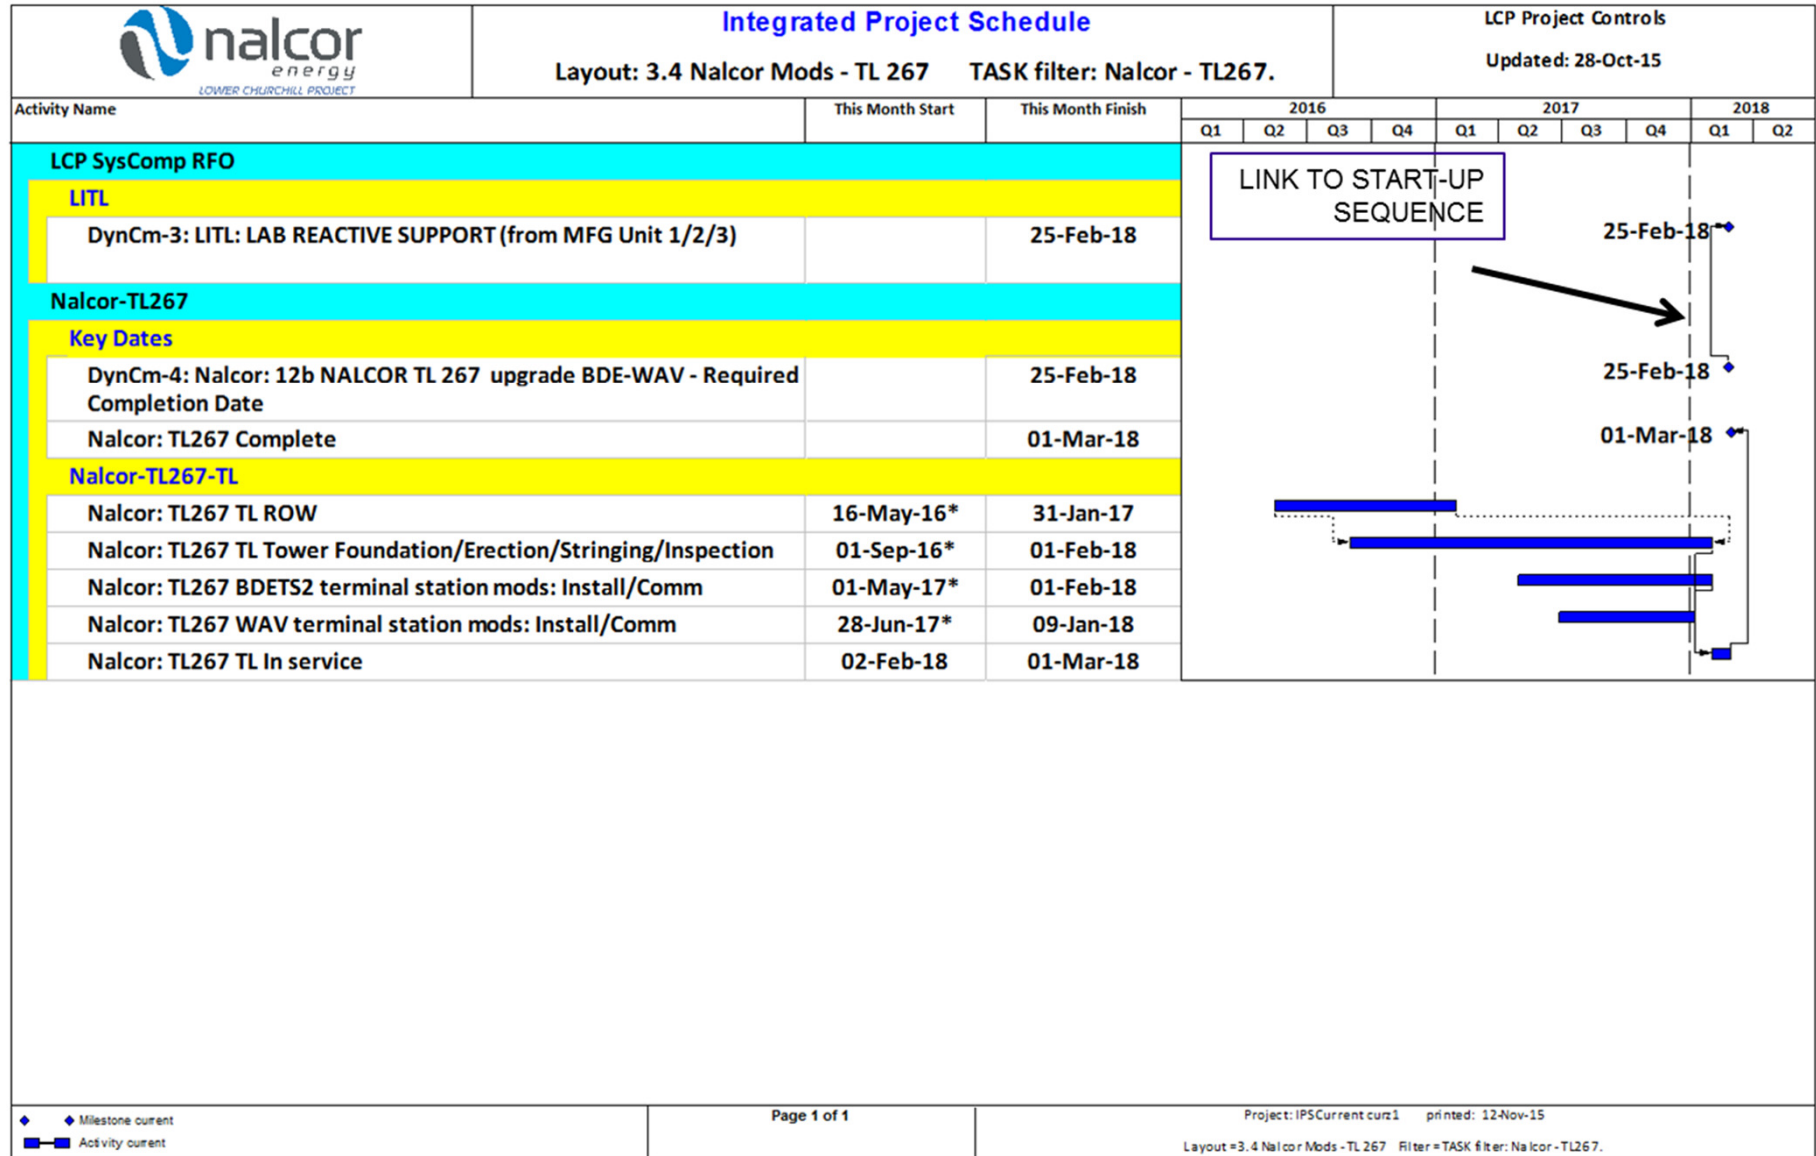 nalcor
energy
LOWER CHURCHILL PROJECT
Integrated Project Schedule
Layout: 3.4 Nalcor Mods - TL 267 TASK filter: Nalcor - TL267.
LCP Project Controls
Updated: 28-Oct-15
Activity Name This Month Start This Month Finish 2016 2017 2018
Q1 Q2 Q3 Q4 Q1 Q2 Q3 Q4 Q1 Q2
LCP SysComp RFO
LITL
LINK TO START-UP
SEQUENCE
DynCm-3: LITL: LAB REACTIVE SUPPORT (from MFG Unit 1/2/3) 25-Feb-18 25-Feb-18
Nalcor-TL267
Key Dates
DynCm-4: Nalcor: 12b NALCOR TL 267 upgrade BDE-WAV - Required 25-Feb-18 25-Feb-18
Completion Date
Nalcor: TL267 Complete 01-Mar-18 01-Mar-18
Nalcor-TL267-TL
Nalcor: TL267 TL ROW 16-May-16* 31-Jan-17
Nalcor: TL267 TL Tower Foundation/Erection/Stringing/Inspection 01-Sep-16* 01-Feb-18
Nalcor: TL267 BDETS2 terminal station mods: Install/Comm 01-May-17* 01-Feb-18
Nalcor: TL267 WAV terminal station mods: Install/Comm 28-Jun-17* 09-Jan-18
Nalcor: TL267 TL In service 02-Feb-18 01-Mar-18
Milestone current
Activity current
Page 1 of 1
Project: IPSCurrent curz1 printed: 12-Nov-15
Layout =3.4 Nalcor Mods - TL 267 Filter = TASK filter: Nalcor - TL267.